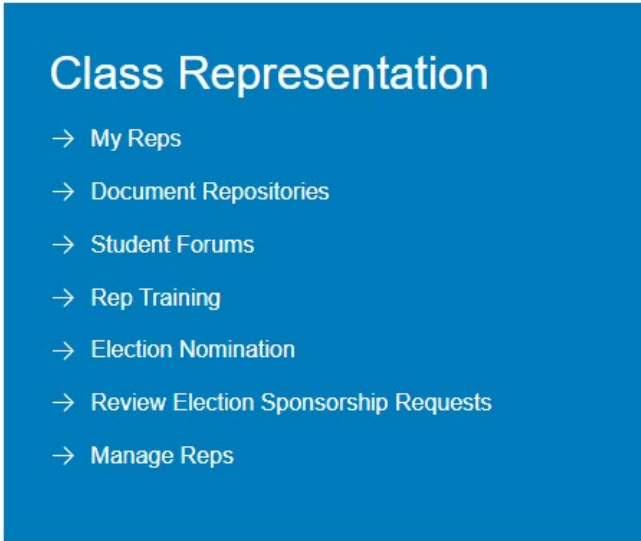 Class Representation
→ My Reps
→ Document Repositories
→ Student Forums
→ Rep Training
→ Election Nomination
→ Review Election Sponsorship Requests
→ Manage Reps